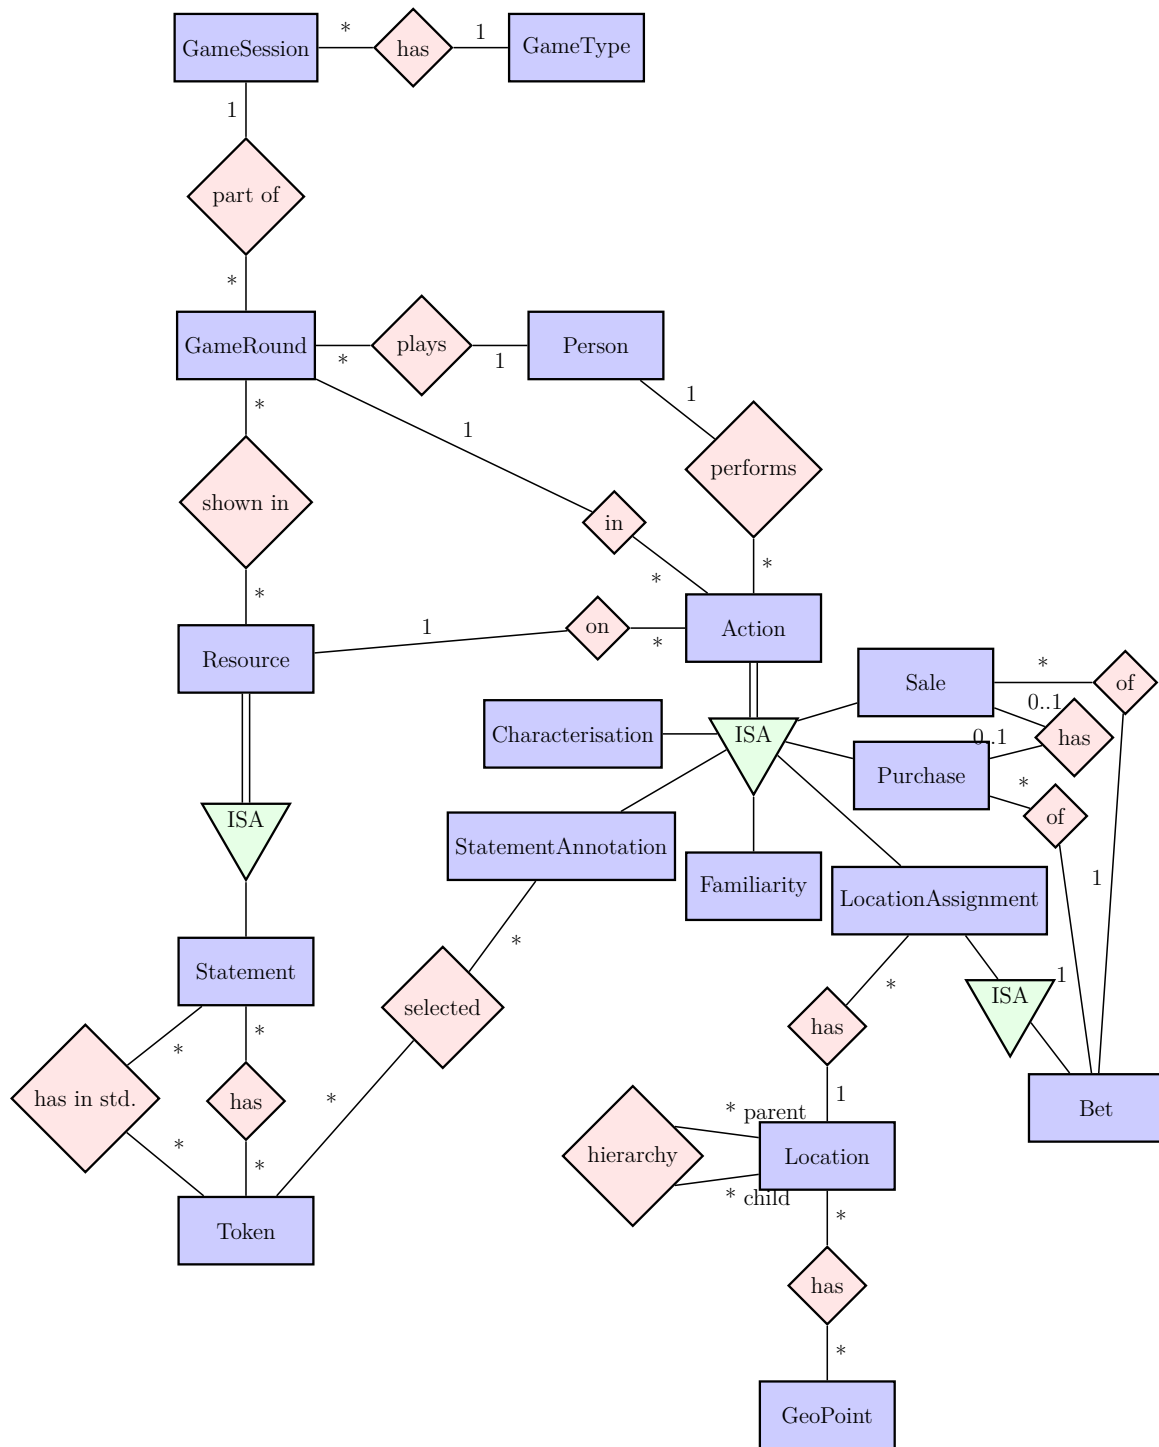 GameSession
*
has
1
GameType
1
part of
*
GameRound
*
plays
1
Person
*
1
1
performs
shown in
in
*
*
*
Resource
1
on
*
Action
Sale
*
of
0..1
Characterisation
ISA
0..1
has
Purchase
*
of
ISA
StatementAnnotation
Familiarity
LocationAssignment
1
*
Statement
*
1
ISA
selected
has
*
*
has in std.
has
*
1
Bet
* parent
*
*
hierarchy
Location
* child
Token
*
has
*
GeoPoint